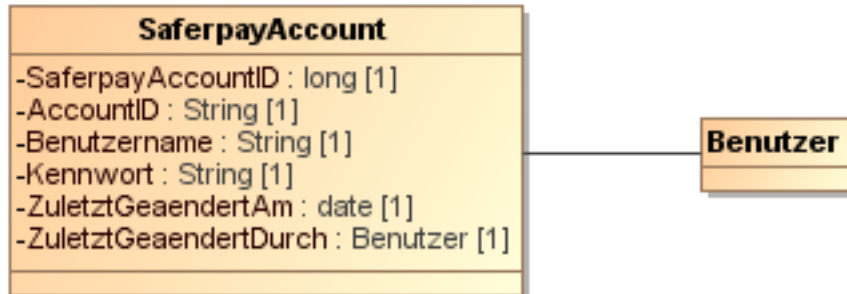 SaferpayAccount
-SaferpayAccountID : long [1]
-AccountID : String [1]
-Benutzername : String [1]
-Kennwort : String [1]
-ZuletztGeaendertAm : date [1]
-ZuletztGeaendertDurch : Benutzer [1]
Benutzer